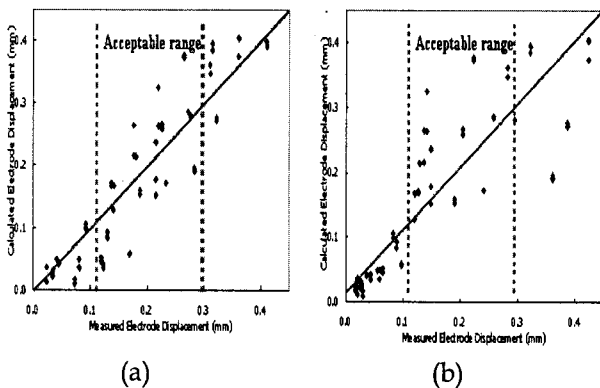 (a)
Acceptable range
Calculated Electrode Displacement (mm)
0.4
0.3
0.2
0.1
0.0
0.0 0.1 0.2 0.3 0.4
Measured Electrode Displacement (mm)
(b)
Acceptable range
Calculated Electrode Displacement (mm)
0.4
0.3
0.2
0.1
0.0
0.0 0.1 0.2 0.3 0.4
Measured Electrode Displacement (mm)
(a) (b)